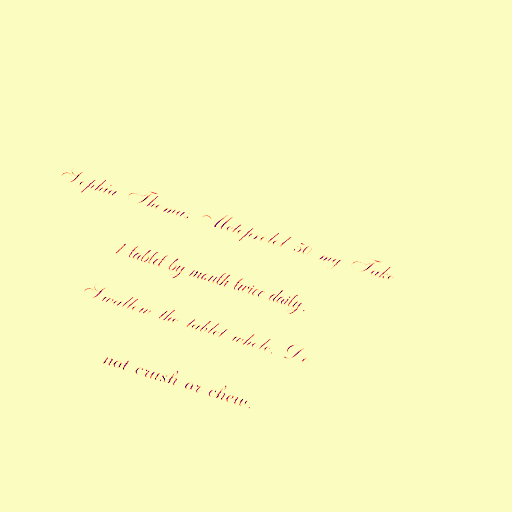 Sophia Thoma, Metoprolol 50 mg Take
1 tablet by mouth twice daily.
Swallow the tablet whole. Do
not crush or chew.